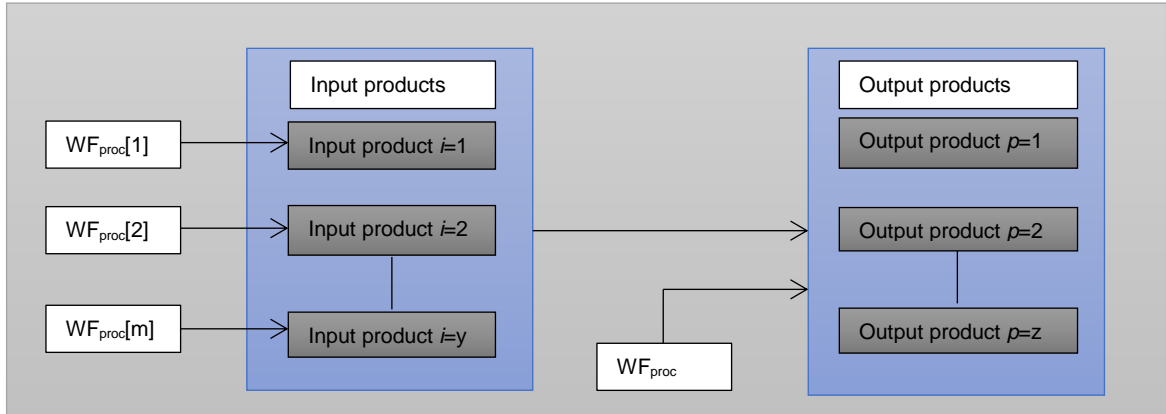 Input products
Output products
WFproc[1]
Input product i=1
Output product p=1
WFproc[2]
Input product i=2
Output product p=2
WFproc[m]
Input product i=y
Output product p=z
WFproc